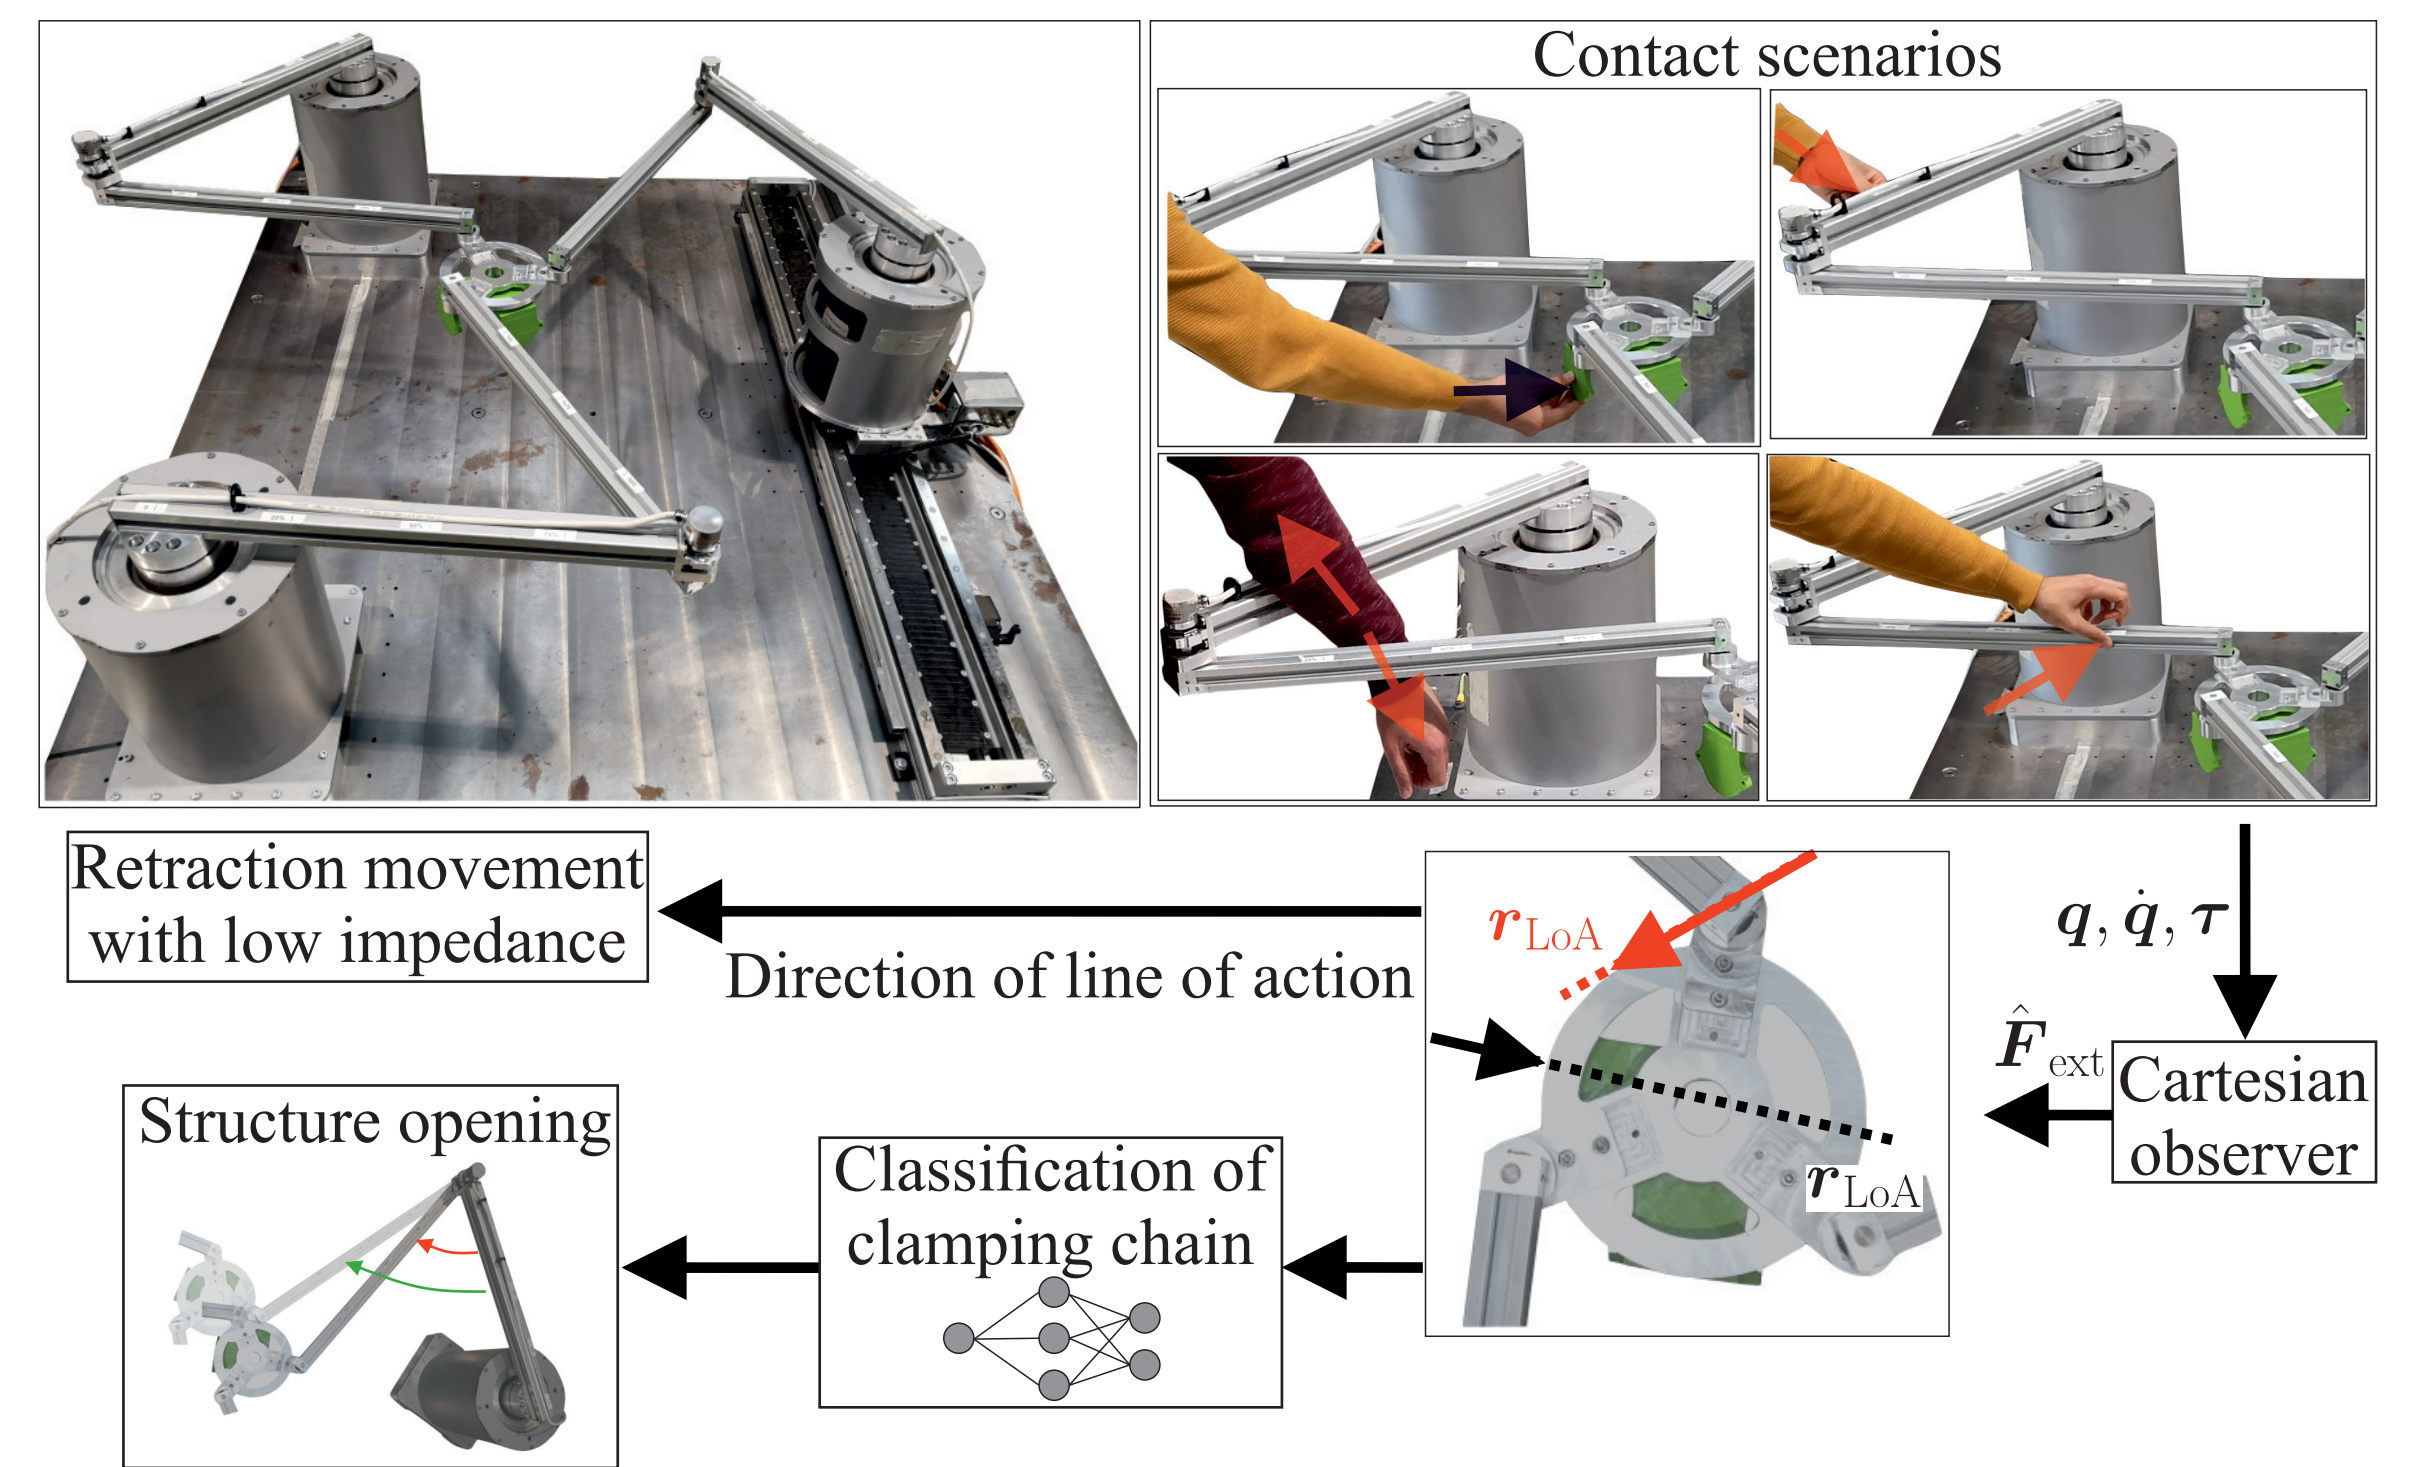 Contact scenarios
Retraction movement
with low impedance
Direction of line of action
r_LoA
q, q̇, τ
F̂_ext
Cartesian
observer
r_LoA
Structure opening
Classification of
clamping chain